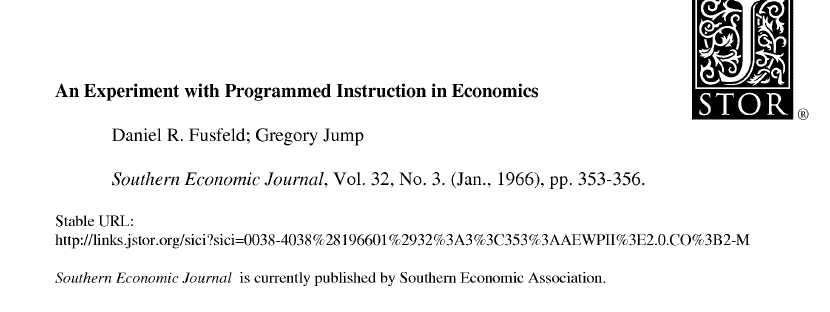 JSTOR®
An Experiment with Programmed Instruction in Economics
Daniel R. Fusfeld; Gregory Jump
Southern Economic Journal, Vol. 32, No. 3. (Jan., 1966), pp. 353-356.
Stable URL:
http://links.jstor.org/sici?sici=0038-4038%28196601%2932%3A3%3C353%3AAEWPII%3E2.0.CO%3B2-M
Southern Economic Journal is currently published by Southern Economic Association.